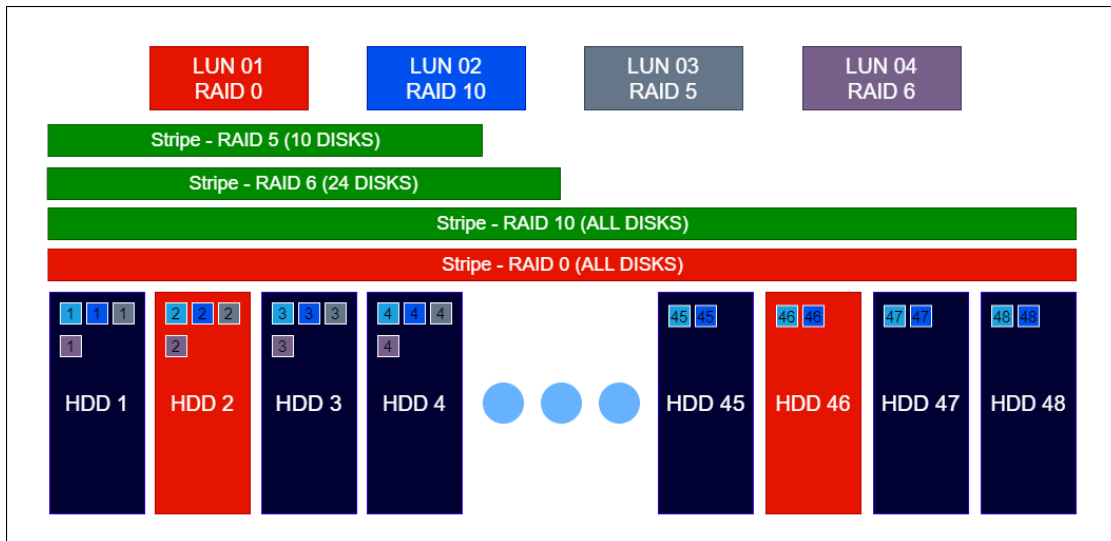 LUN 01
RAID 0
LUN 02
RAID 10
LUN 03
RAID 5
LUN 04
RAID 6
Stripe - RAID 5 (10 DISKS)
Stripe - RAID 6 (24 DISKS)
Stripe - RAID 10 (ALL DISKS)
Stripe - RAID 0 (ALL DISKS)
1 1 1
1
HDD 1
2 2 2
2
HDD 2
3 3 3
3
HDD 3
4 4 4
4
HDD 4
45 45
HDD 45
46 46
HDD 46
47 47
HDD 47
48 48
HDD 48